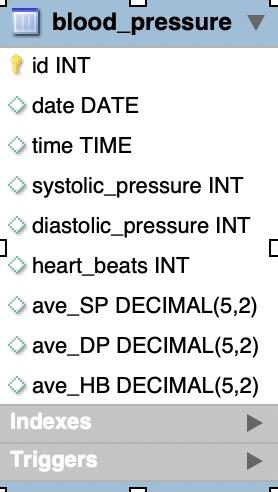 blood_pressure
id INT
date DATE
time TIME
systolic_pressure INT
diastolic_pressure INT
heart_beats INT
ave_SP DECIMAL(5,2)
ave_DP DECIMAL(5,2)
ave_HB DECIMAL(5,2)
Indexes
Triggers